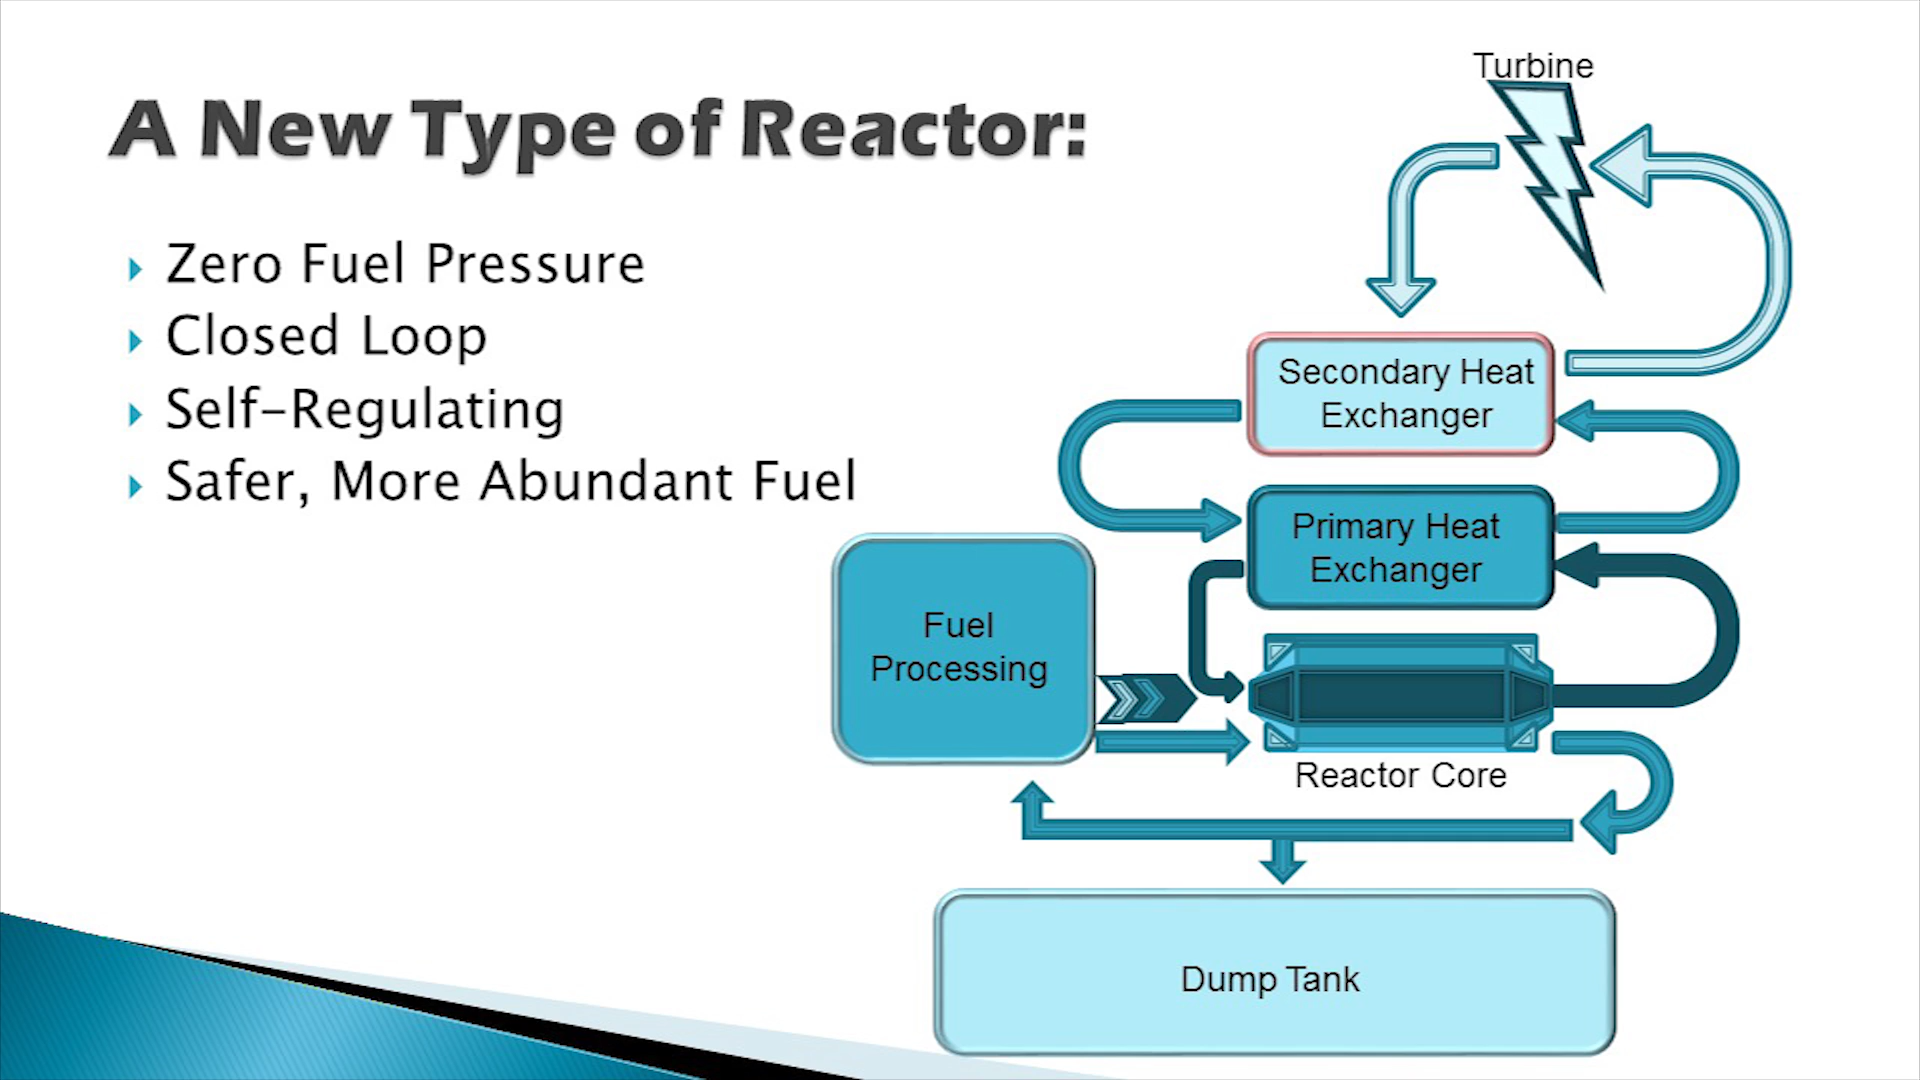 A New Type of Reactor:
Zero Fuel Pressure
Closed Loop
Self-Regulating
Safer, More Abundant Fuel
Turbine
Secondary Heat
Exchanger
Primary Heat
Exchanger
Fuel
Processing
Reactor Core
Dump Tank